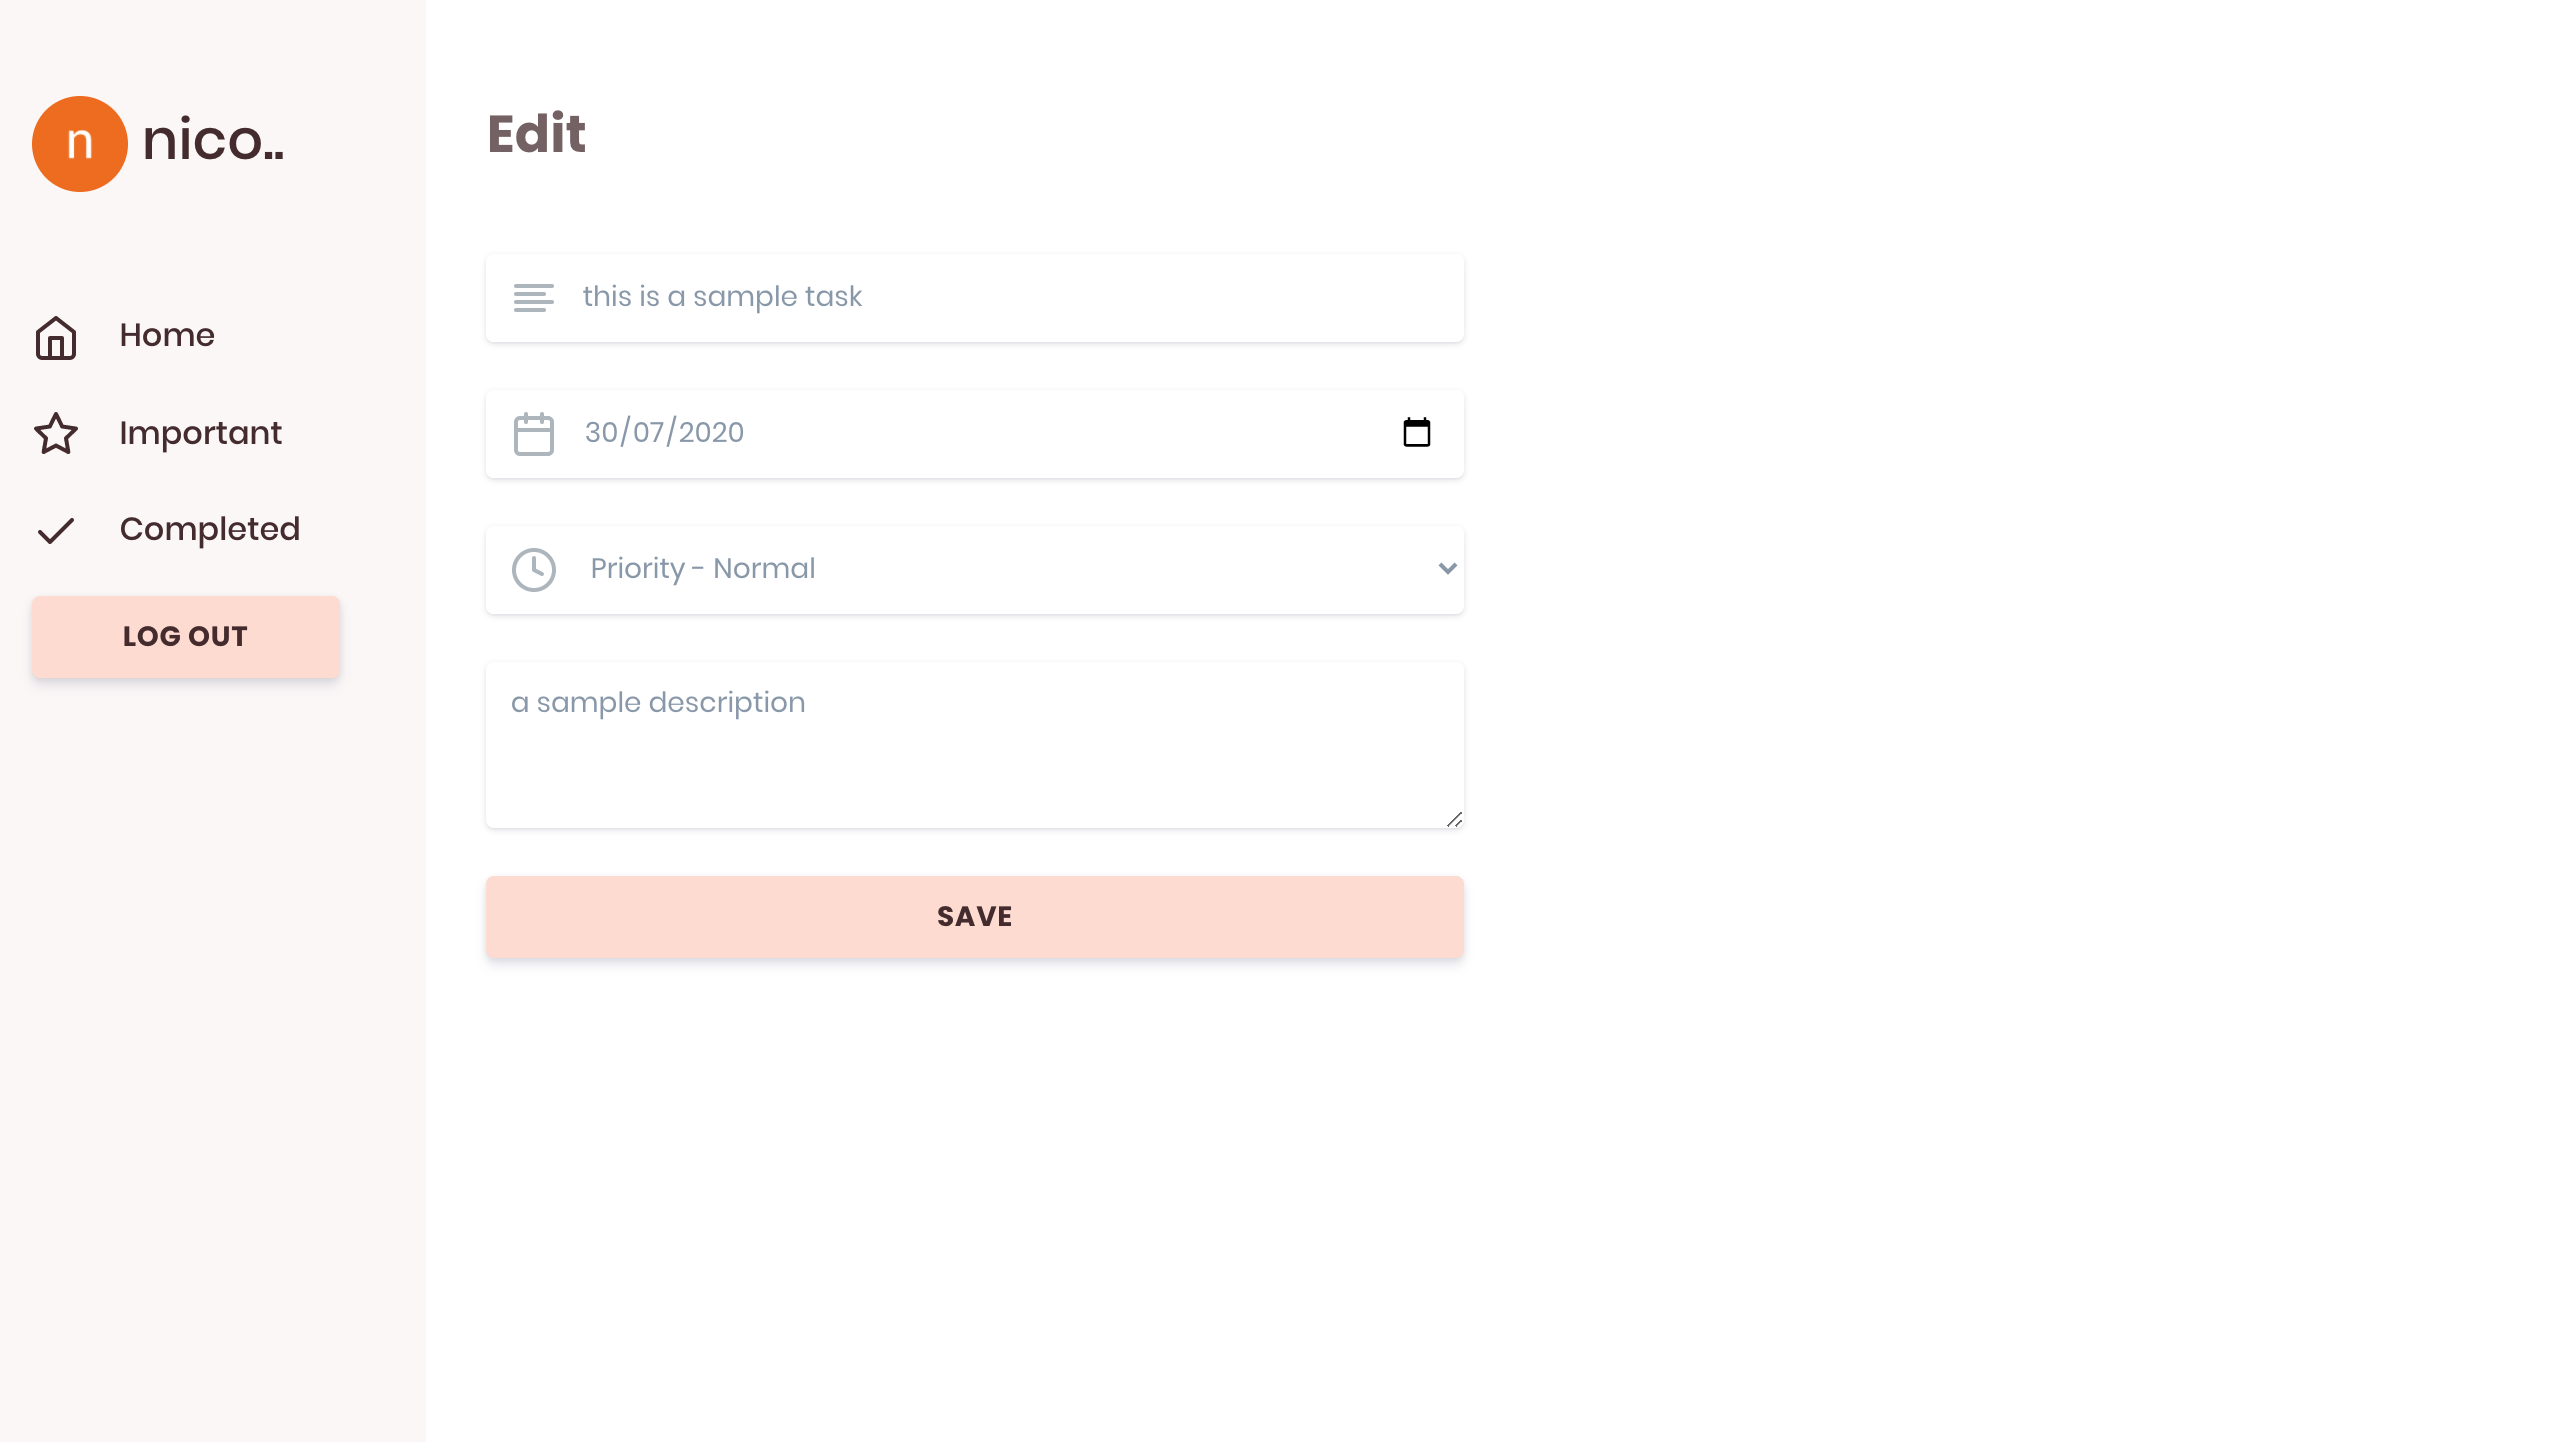 n
nico..
Home
Important
Completed
LOG OUT
Edit
this is a sample task
30/07/2020
Priority - Normal
a sample description
SAVE